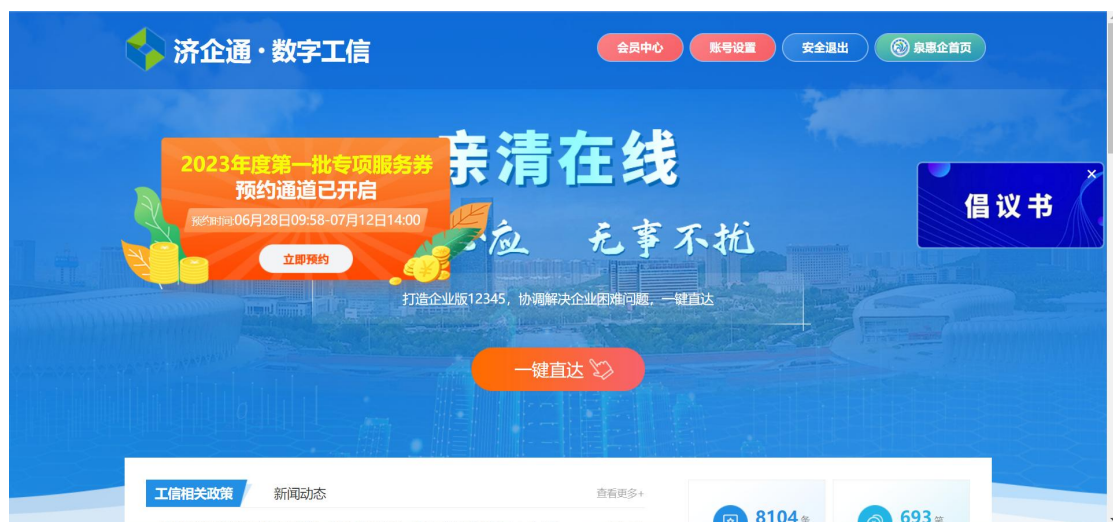 济企通·数字工信
会员中心
账号设置
安全退出
泉惠企首页
亲清在线
2023年度第一批专项服务券
预约通道已开启
预约时间:06月28日09:58-07月12日14:00
立即预约
应 无事不扰
倡议书
×
打造企业版12345，协调解决企业困难问题，一键直达
一键直达
工信相关政策
新闻动态
查看更多+
8104
693